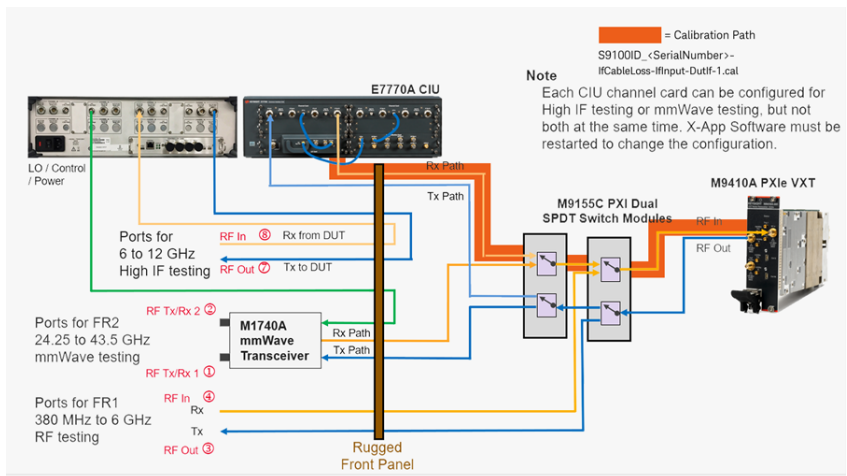 = Calibration Path
S9100ID_<SerialNumber>-
IfCableLoss-IfInput-DutIf-1.cal
Note
Each CIU channel card can be configured for
High IF testing or mmWave testing, but not
both at the same time. X-App Software must be
restarted to change the configuration.
E7770A CIU
LO / Control
/ Power
Rx Path
Tx Path
M9410A PXIe VXT
M9155C PXI Dual
SPDT Switch Modules
RF In
RF Out
Ports for
6 to 12 GHz
High IF testing
RF In ⑧ Rx from DUT
RF Out ⑦ Tx to DUT
RF Tx/Rx 2 ②
Ports for FR2
24.25 to 43.5 GHz
mmWave testing
M1740A
mmWave
Transceiver
Rx Path
Tx Path
RF Tx/Rx 1 ①
Ports for FR1
380 MHz to 6 GHz
RF testing
RF In ④
Rx
Tx
RF Out ③
Rugged
Front Panel